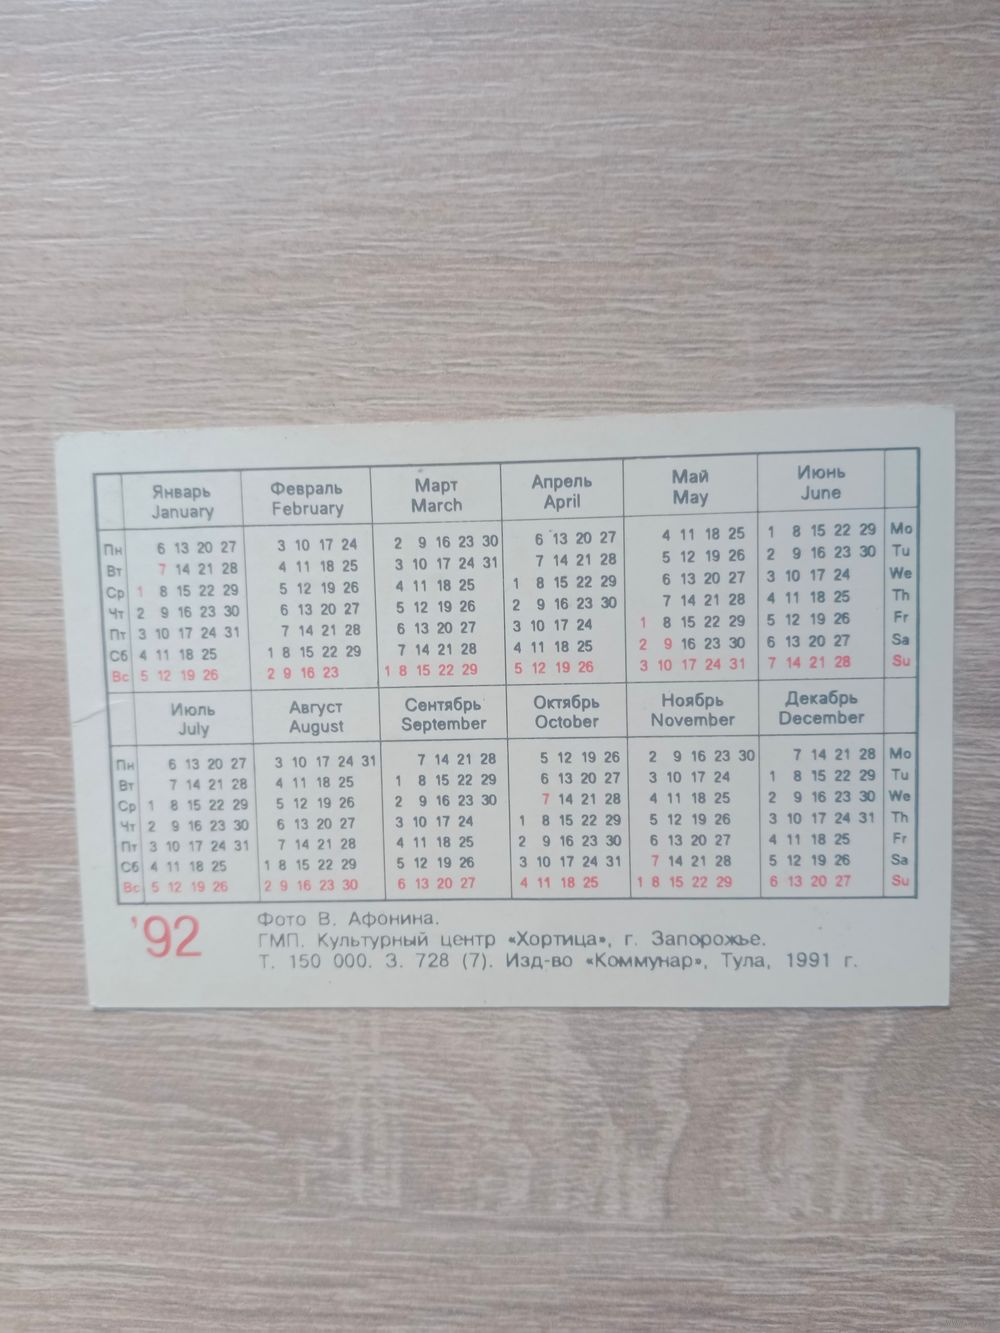 Январь Февраль Март Апрель Май Июнь
January February March April May June
Пн 6 13 20 27 3 10 17 24 2 9 16 23 30 6 13 20 27 4 11 18 25 1 8 15 22 29 Mo
Вт 7 14 21 28 4 11 18 25 3 10 17 24 31 7 14 21 28 5 12 19 26 2 9 16 23 30 Tu
Ср 1 8 15 22 29 5 12 19 26 4 11 18 25 1 8 15 22 29 6 13 20 27 3 10 17 24 We
Чт 2 9 16 23 30 6 13 20 27 5 12 19 26 2 9 16 23 30 7 14 21 28 4 11 18 25 Th
Пт 3 10 17 24 31 7 14 21 28 6 13 20 27 3 10 17 24 1 8 15 22 29 5 12 19 26 Fr
Сб 4 11 18 25 1 8 15 22 29 7 14 21 28 4 11 18 25 2 9 16 23 30 6 13 20 27 Sa
Вс 5 12 19 26 2 9 16 23 1 8 15 22 29 5 12 19 26 3 10 17 24 31 7 14 21 28 Su
Июль Август Сентябрь Октябрь Ноябрь Декабрь
July August September October November December
Пн 6 13 20 27 3 10 17 24 31 7 14 21 28 5 12 19 26 2 9 16 23 30 7 14 21 28 Mo
Вт 7 14 21 28 4 11 18 25 1 8 15 22 29 6 13 20 27 3 10 17 24 1 8 15 22 29 Tu
Ср 1 8 15 22 29 5 12 19 26 2 9 16 23 30 7 14 21 28 4 11 18 25 2 9 16 23 30 We
Чт 2 9 16 23 30 6 13 20 27 3 10 17 24 1 8 15 22 29 5 12 19 26 3 10 17 24 31 Th
Пт 3 10 17 24 31 7 14 21 28 4 11 18 25 2 9 16 23 30 6 13 20 27 4 11 18 25 Fr
Сб 4 11 18 25 1 8 15 22 29 5 12 19 26 3 10 17 24 31 7 14 21 28 5 12 19 26 Sa
Вс 5 12 19 26 2 9 16 23 30 6 13 20 27 4 11 18 25 1 8 15 22 29 6 13 20 27 Su
'92
Фото В. Афонина.
ГМП. Культурный центр «Хортица», г. Запорожье.
Т. 150 000. З. 728 (7). Изд-во «Коммунар», Тула, 1991 г.